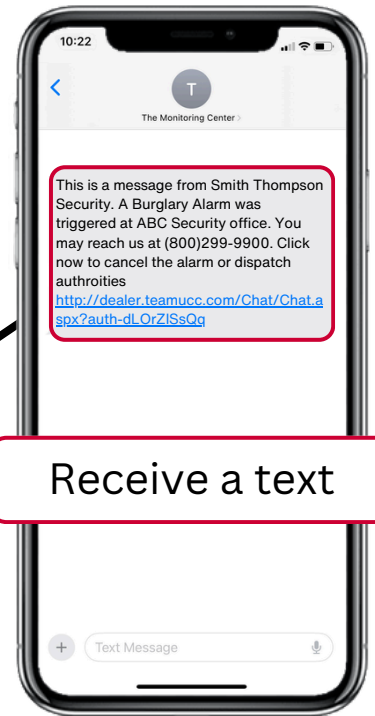 10:22
T
The Monitoring Center >
This is a message from Smith Thompson
Security. A Burglary Alarm was
triggered at ABC Security office. You
may reach us at (800)299-9900. Click
now to cancel the alarm or dispatch
authroities
http://dealer.teamucc.com/Chat/Chat.a
spx?auth-dLOrZISsQq
Receive a text
Text Message